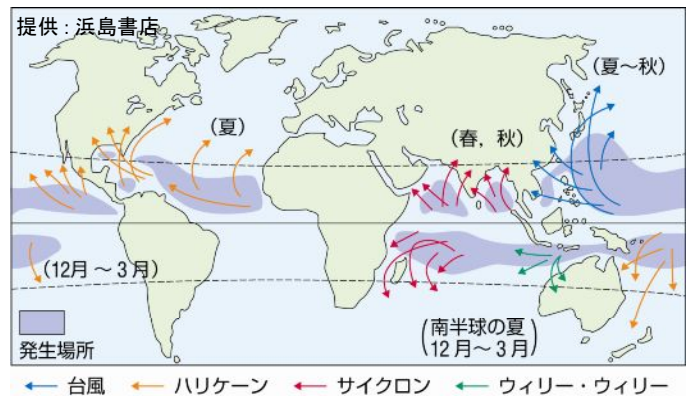 提供：浜島書店
(夏～秋)
(夏)
(春，秋)
(12月～3月)
発生場所
(南半球の夏
12月～3月)
台風
ハリケーン
サイクロン
ウィリー・ウィリー